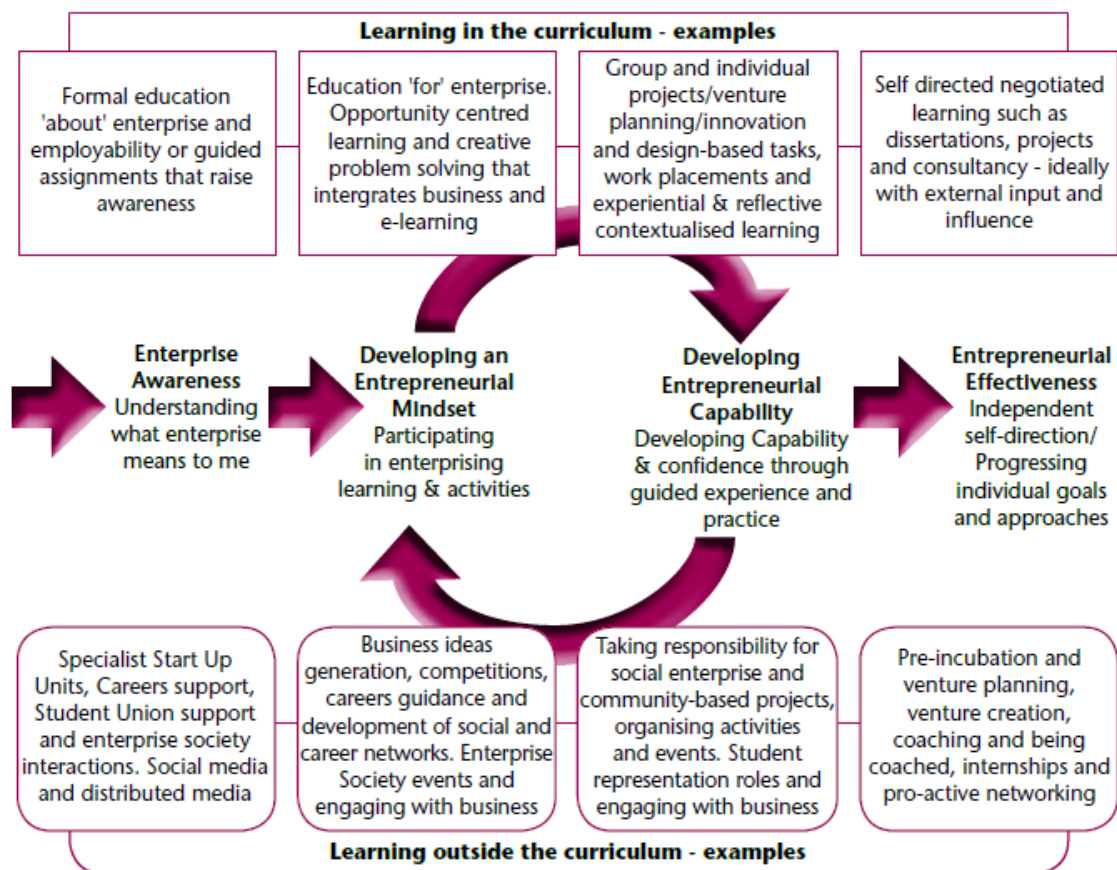 Learning in the curriculum - examples
Formal education
'about' enterprise and
employability or guided
assignments that raise
awareness
Education 'for' enterprise.
Opportunity centred
learning and creative
problem solving that
intergrates business and
e-learning
Group and individual
projects/venture
planning/innovation
and design-based tasks,
work placements and
experiential & reflective
contextualised learning
Self directed negotiated
learning such as
dissertations, projects
and consultancy - ideally
with external input and
influence
Enterprise
Awareness
Understanding
what enterprise
means to me
Developing an
Entrepreneurial
Mindset
Participating
in enterprising
learning & activities
Developing
Entrepreneurial
Capability
Developing Capability
& confidence through
guided experience and
practice
Entrepreneurial
Effectiveness
Independent
self-direction/
Progressing
individual goals
and approaches
Specialist Start Up
Units, Careers support,
Student Union support
and enterprise society
interactions. Social media
and distributed media
Business ideas
generation, competitions,
careers guidance and
development of social and
career networks. Enterprise
Society events and
engaging with business
Taking responsibility for
social enterprise and
community-based projects,
organising activities
and events. Student
representation roles and
engaging with business
Pre-incubation and
venture planning,
venture creation,
coaching and being
coached, internships and
pro-active networking
Learning outside the curriculum - examples